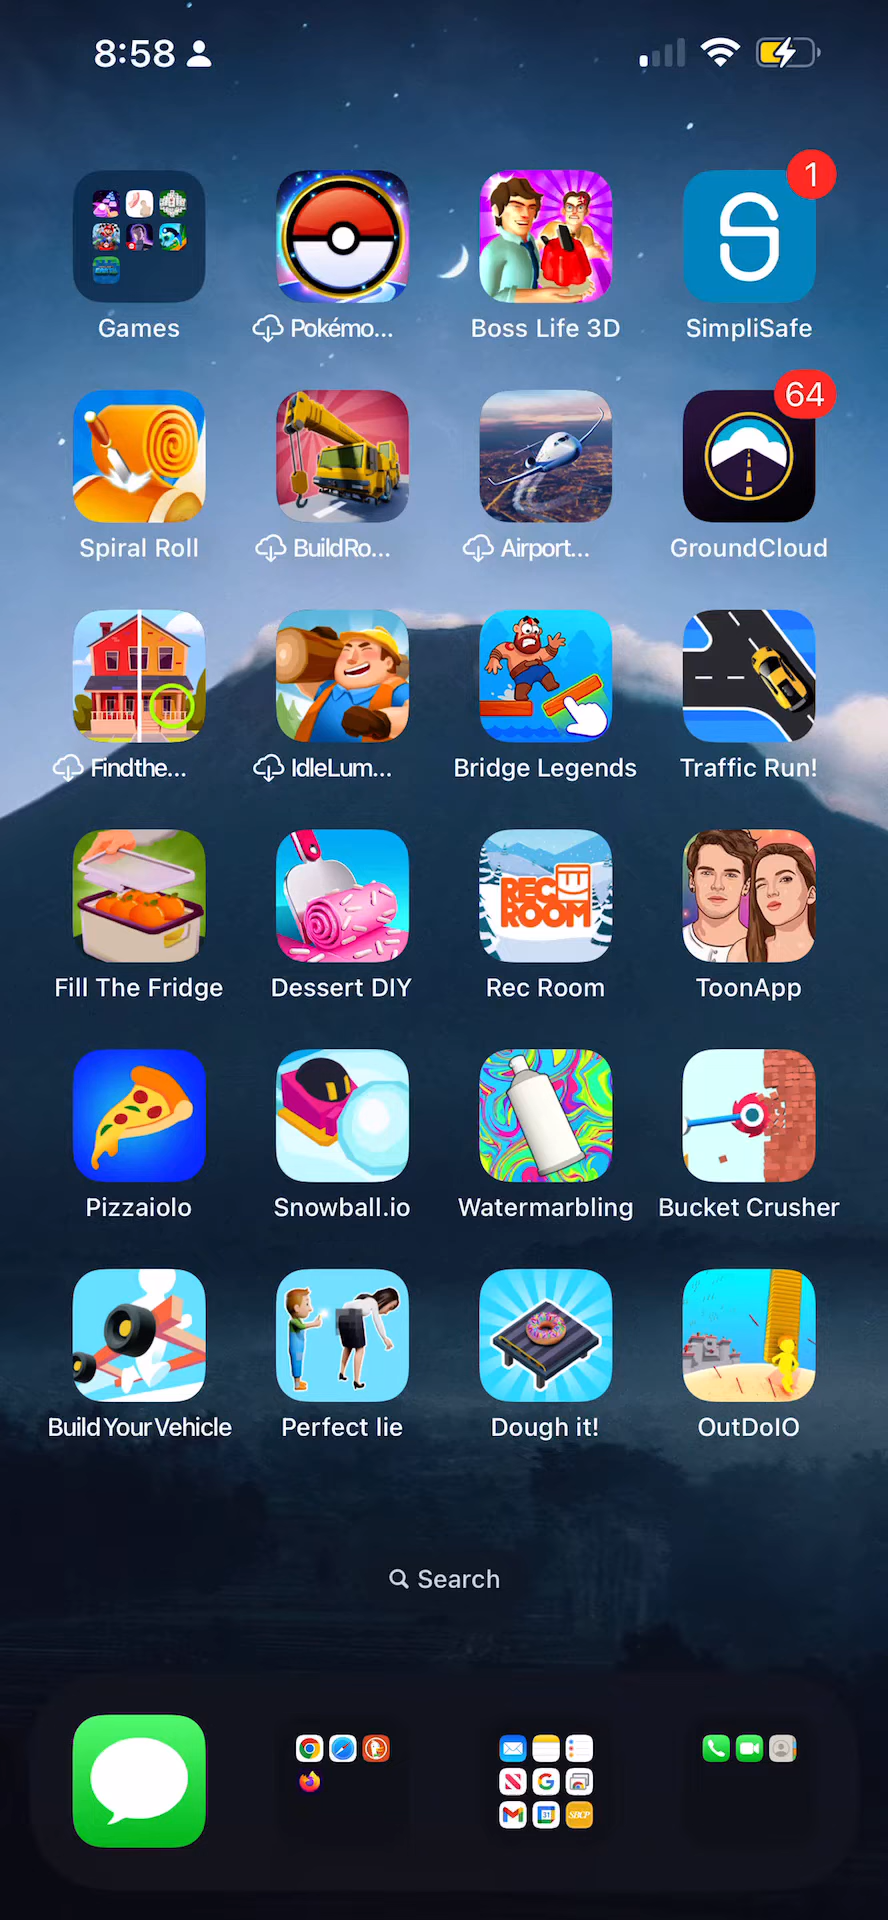 8:58
1
Games
Pokémo...
Boss Life 3D
SimpliSafe
64
Spiral Roll
BuildRo...
Airport...
GroundCloud
Findthe...
IdleLum...
Bridge Legends
Traffic Run!
REC
ROOM
Fill The Fridge
Dessert DIY
Rec Room
ToonApp
Pizzaiolo
Snowball.io
Watermarbling
Bucket Crusher
Build Your Vehicle
Perfect lie
Dough it!
OutDoIO
Search
31
SBCP